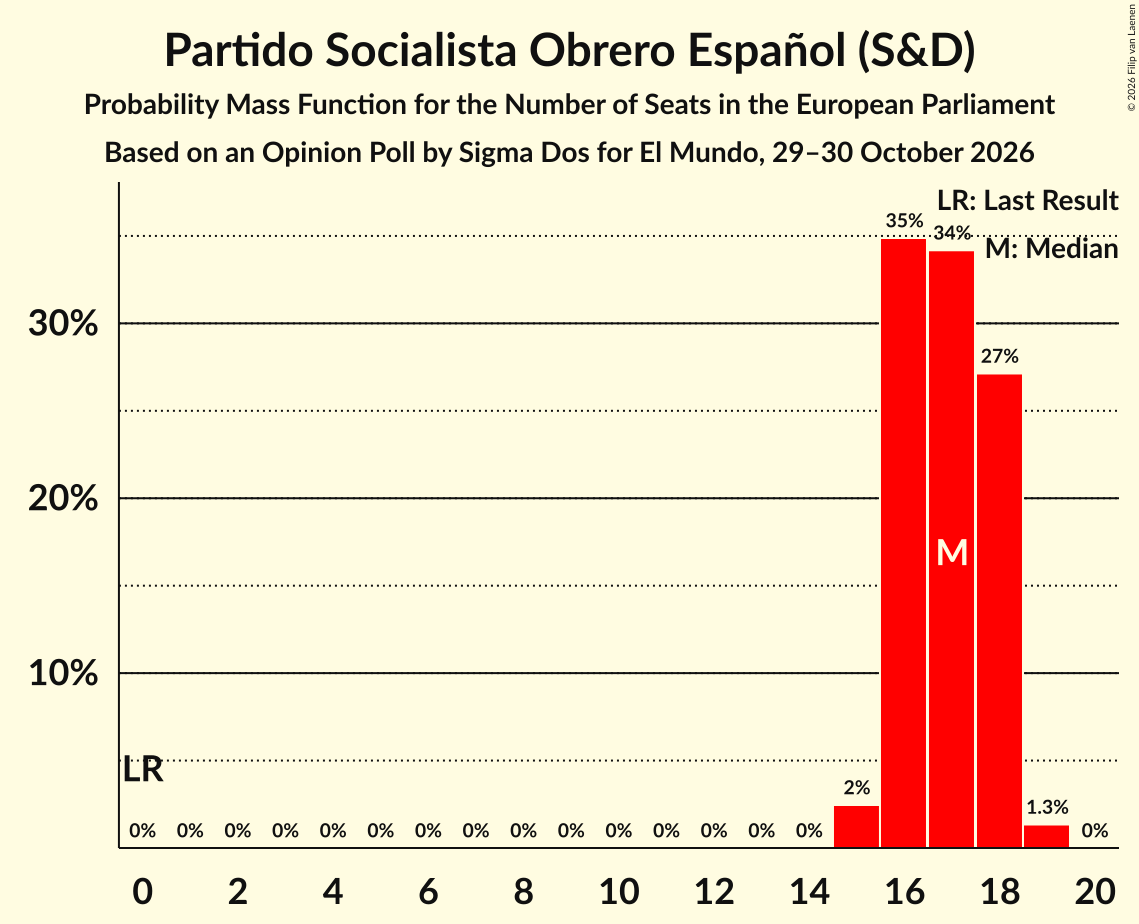 Partido Socialista Obrero Español (S&D)
Probability Mass Function for the Number of Seats in the European Parliament
Based on an Opinion Poll by Sigma Dos for El Mundo, 29–30 October 2026
© 2026 Filip van Laenen
LR: Last Result
M: Median
35%
34%
30%
27%
20%
M
10%
LR
2%
1.3%
0% 0% 0% 0% 0% 0% 0% 0% 0% 0% 0% 0% 0% 0% 0% 0%
0 2 4 6 8 10 12 14 16 18 20